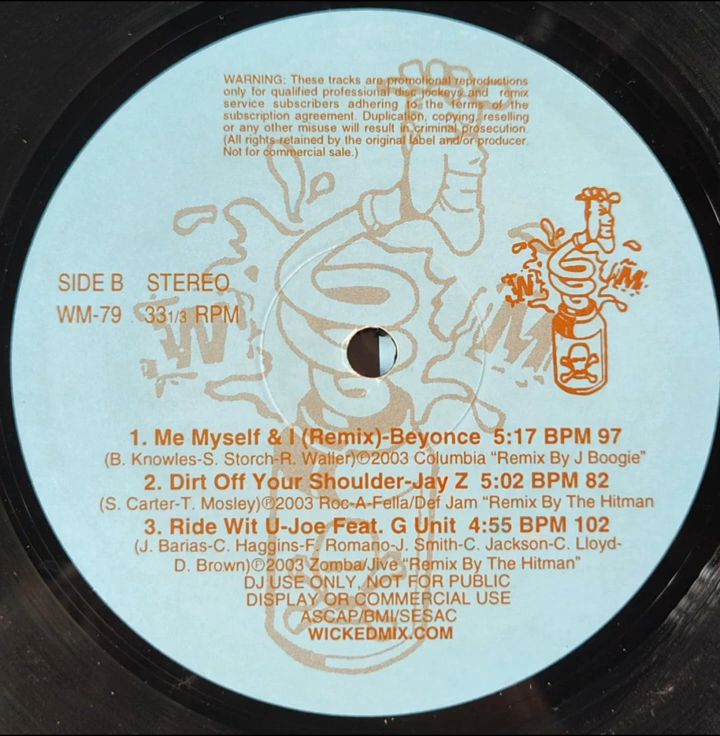 WARNING: These tracks are promotional reproductions
only for qualified professional disc jockeys and remix
service subscribers adhering to the terms of the
subscription agreement. Duplication, copying, reselling
or any other misuse will result in criminal prosecution.
(All rights retained by the original label and/or producer.
Not for commercial sale.)
SIDE B STEREO
WM-79 33 1/3 RPM
W M
W M
1. Me Myself & I (Remix)-Beyonce 5:17 BPM 97
(B. Knowles-S. Storch-R. Waller)℗2003 Columbia “Remix By J Boogie”
2. Dirt Off Your Shoulder-Jay Z 5:02 BPM 82
(S. Carter-T. Mosley)℗2003 Roc-A-Fella/Def Jam “Remix By The Hitman
3. Ride Wit U-Joe Feat. G Unit 4:55 BPM 102
(J. Barias-C. Haggins-F. Romano-J. Smith-C. Jackson-C. Lloyd-
D. Brown)℗2003 Zomba/Jive “Remix By The Hitman”
DJ USE ONLY, NOT FOR PUBLIC
DISPLAY OR COMMERCIAL USE
ASCAP/BMI/SESAC
WICKEDMIX.COM